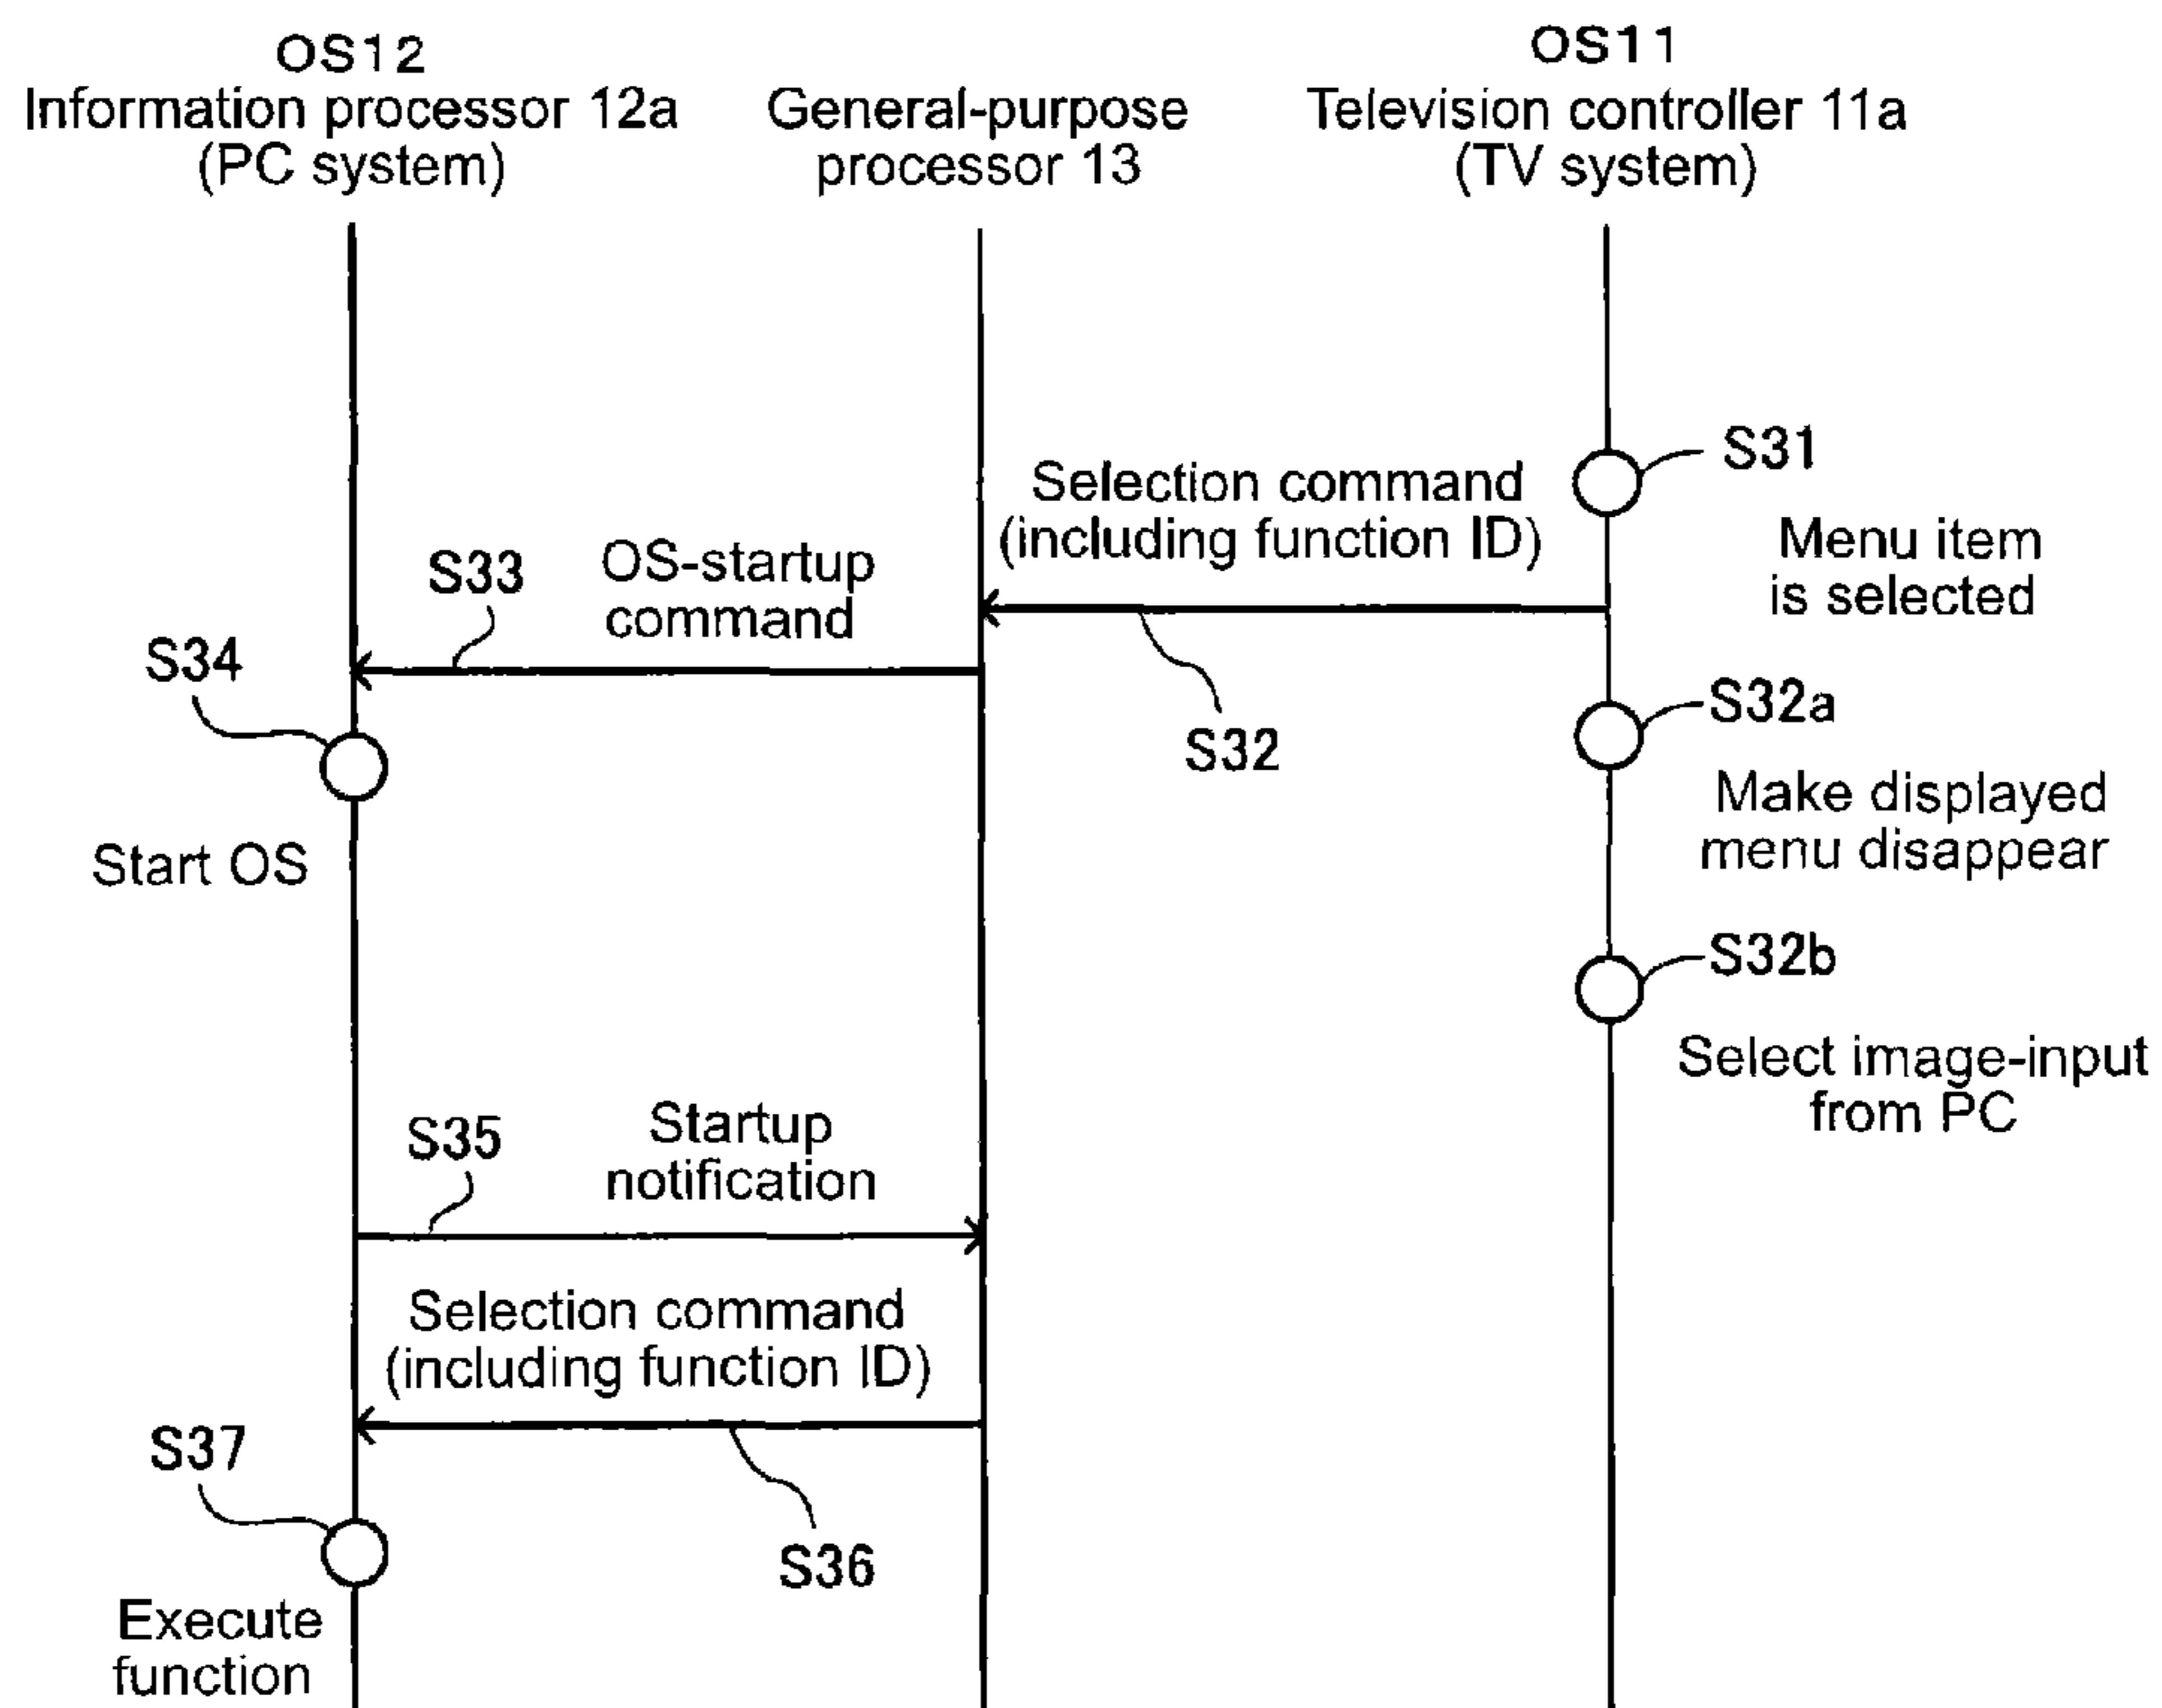 OS12
Information processor 12a
(PC system)
General-purpose
processor 13
OS11
Television controller 11a
(TV system)
S31
Menu item
is selected
Selection command
(including function ID)
S32
S33
OS-startup
command
S34
Start OS
S32a
Make displayed
menu disappear
S32b
Select image-input
from PC
S35
Startup
notification
Selection command
(including function ID)
S36
S37
Execute
function